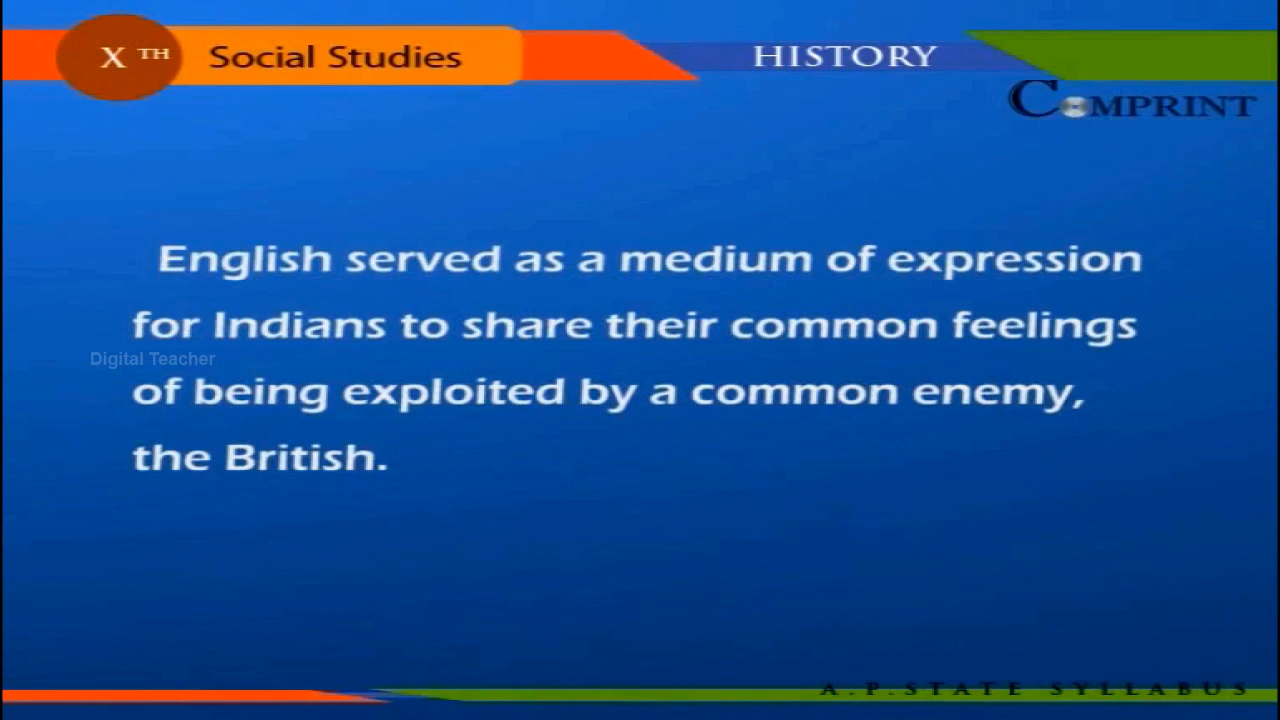 X TH Social Studies HISTORY
COMPRINT
English served as a medium of expression
for Indians to share their common feelings
Digital Teacher
of being exploited by a common enemy,
the British.
A.P.STATE SYLLABUS